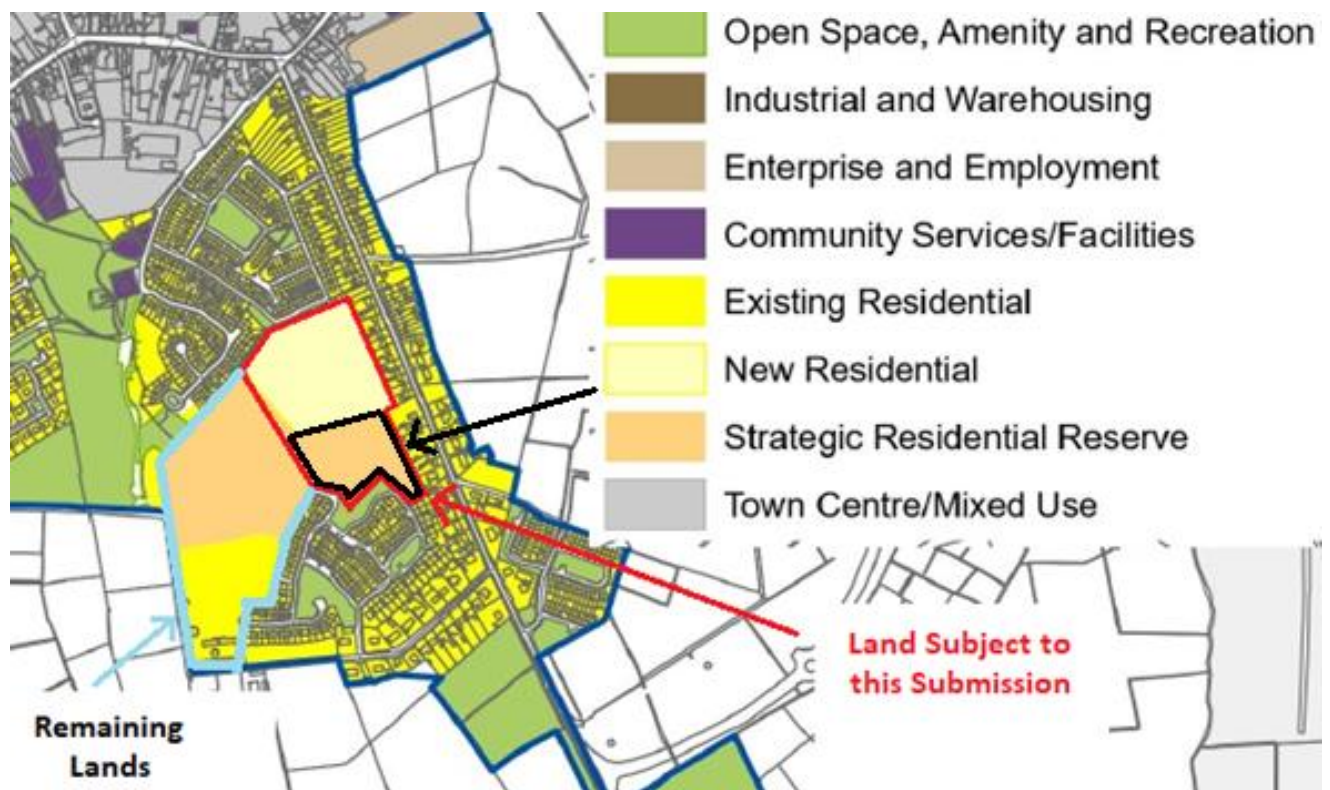 Open Space, Amenity and Recreation
Industrial and Warehousing
Enterprise and Employment
Community Services/Facilities
Existing Residential
New Residential
Strategic Residential Reserve
Town Centre/Mixed Use
Land Subject to
this Submission
Remaining
Lands